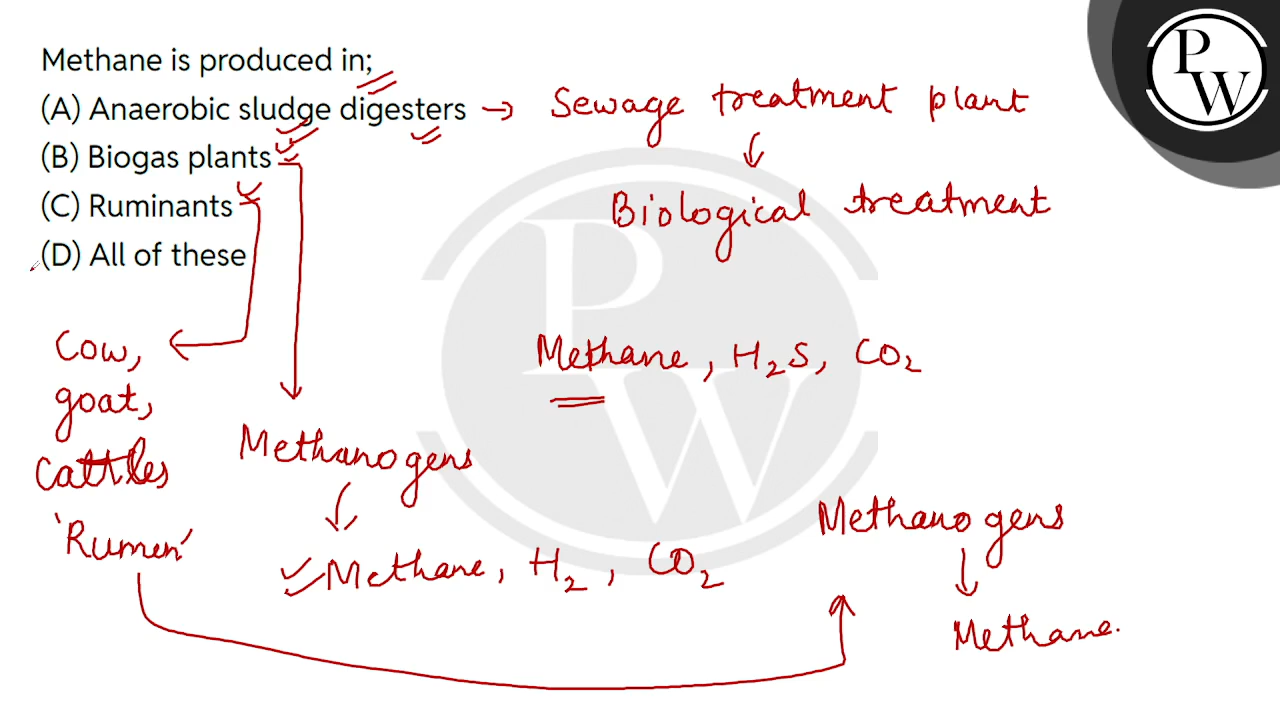 Methane is produced in;
(A) Anaerobic sludge digesters → Sewage treatment plant
(B) Biogas plants
Biological treatment
(C) Ruminants
(D) All of these
Cow,
goat,
Cattles
'Rumen'
Methane, H2S, CO2
Methanogens
Methane, H2, CO2
Methanogens
Methane.
PW
PW